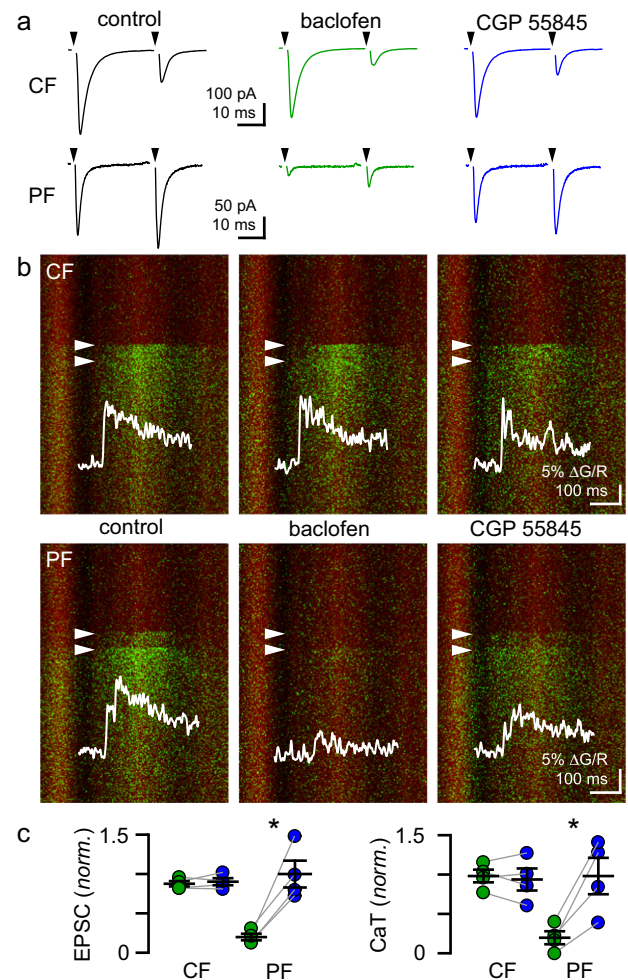 a
control
baclofen
CGP 55845
CF
100 pA
10 ms
PF
50 pA
10 ms
b
CF
5% ΔG/R
100 ms
control
baclofen
CGP 55845
PF
5% ΔG/R
100 ms
c
EPSC (norm.)
1.5
0
*
CF
PF
CaT (norm.)
1.5
0
*
CF
PF